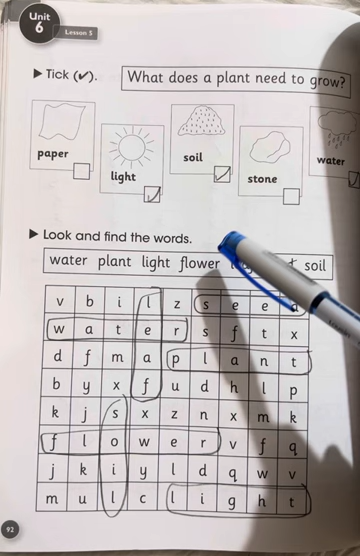 Unit
6
Lesson 5
▶ Tick (✔).
What does a plant need to grow?
paper
light
soil
stone
water
▶ Look and find the words.
water plant light flower soil
v b i l z s e e d
w a t e r s f t x
d f m a p l a n t
b y x f u d h l p
k j s x z n x m k
f l o w e r v f q
j k i y l d q w v
m u l c l i g h t
92